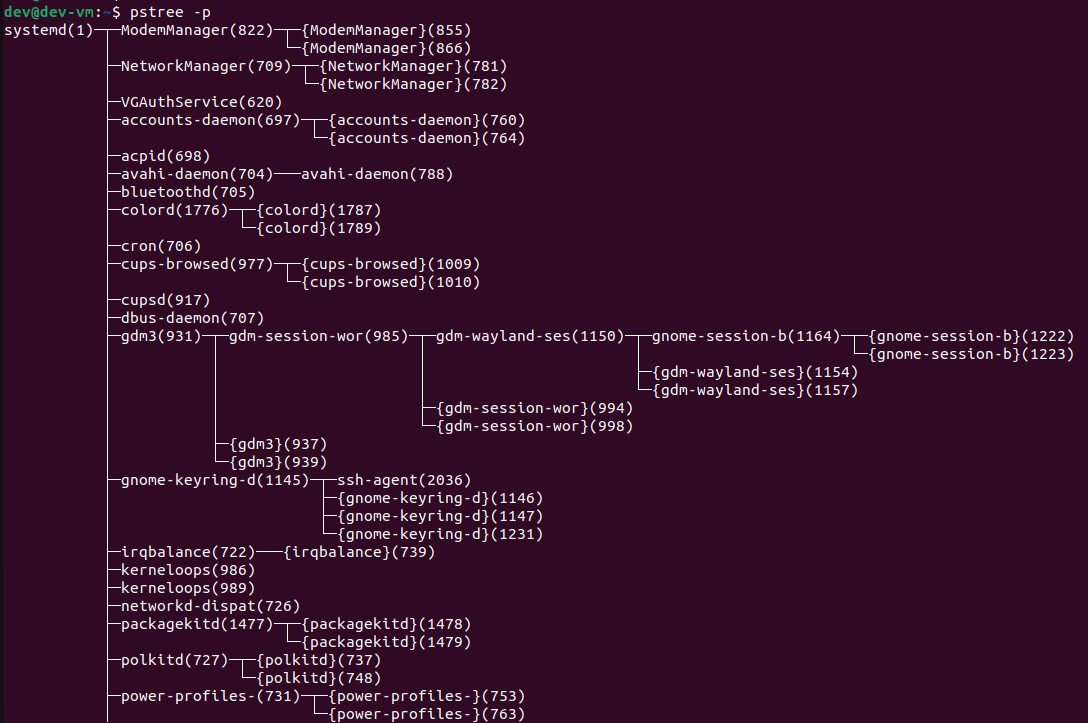 dev@dev-vm:~$ pstree -p
systemd(1)─┬─ModemManager(822)─┬─{ModemManager}(855)
           │                   └─{ModemManager}(866)
           ├─NetworkManager(709)─┬─{NetworkManager}(781)
           │                     └─{NetworkManager}(782)
           ├─VGAuthService(620)
           ├─accounts-daemon(697)─┬─{accounts-daemon}(760)
           │                      └─{accounts-daemon}(764)
           ├─acpid(698)
           ├─avahi-daemon(704)───avahi-daemon(788)
           ├─bluetoothd(705)
           ├─colord(1776)─┬─{colord}(1787)
           │              └─{colord}(1789)
           ├─cron(706)
           ├─cups-browsed(977)─┬─{cups-browsed}(1009)
           │                   └─{cups-browsed}(1010)
           ├─cupsd(917)
           ├─dbus-daemon(707)
           ├─gdm3(931)─┬─gdm-session-wor(985)─┬─gdm-wayland-ses(1150)─┬─gnome-session-b(1164)─┬─{gnome-session-b}(1222)
           │           │                      │                       │                       └─{gnome-session-b}(1223)
           │           │                      │                       ├─{gdm-wayland-ses}(1154)
           │           │                      │                       └─{gdm-wayland-ses}(1157)
           │           │                      ├─{gdm-session-wor}(994)
           │           │                      └─{gdm-session-wor}(998)
           │           ├─{gdm3}(937)
           │           └─{gdm3}(939)
           ├─gnome-keyring-d(1145)─┬─ssh-agent(2036)
           │                       ├─{gnome-keyring-d}(1146)
           │                       ├─{gnome-keyring-d}(1147)
           │                       └─{gnome-keyring-d}(1231)
           ├─irqbalance(722)───{irqbalance}(739)
           ├─kerneloops(986)
           ├─kerneloops(989)
           ├─networkd-dispat(726)
           ├─packagekitd(1477)─┬─{packagekitd}(1478)
           │                   └─{packagekitd}(1479)
           ├─polkitd(727)─┬─{polkitd}(737)
           │              └─{polkitd}(748)
           ├─power-profiles-(731)─┬─{power-profiles-}(753)
           │                      └─{power-profiles-}(763)